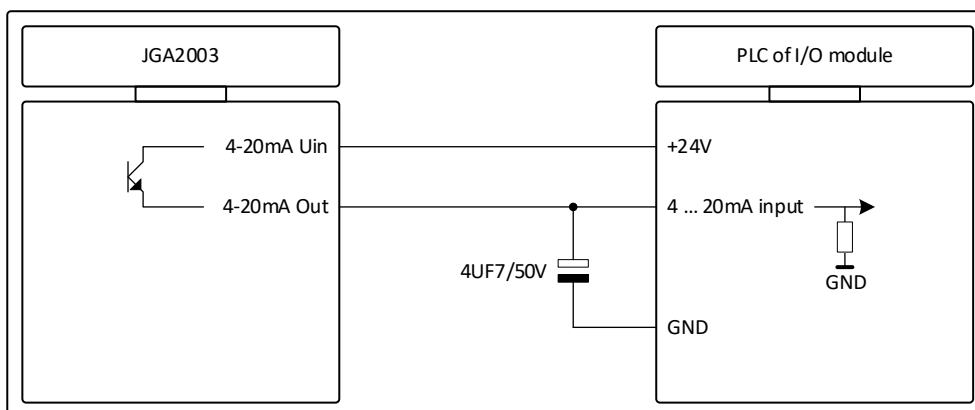 JGA2003
PLC of I/O module
4-20mA Uin
+24V
4-20mA Out
4 ... 20mA input
4UF7/50V
GND
GND